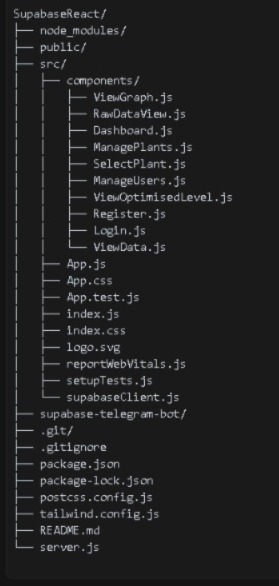 SupabaseReact/
├── node_modules/
├── public/
├── src/
│   ├── components/
│   │   ├── ViewGraph.js
│   │   ├── RawDataView.js
│   │   ├── Dashboard.js
│   │   ├── ManagePlants.js
│   │   ├── SelectPlant.js
│   │   ├── ManageUsers.js
│   │   ├── ViewOptimisedLevel.js
│   │   ├── Register.js
│   │   ├── Login.js
│   │   └── ViewData.js
│   ├── App.js
│   ├── App.css
│   ├── App.test.js
│   ├── index.js
│   ├── index.css
│   ├── logo.svg
│   ├── reportWebVitals.js
│   ├── setupTests.js
│   └── supabaseClient.js
├── supabase-telegram-bot/
├── .git/
├── .gitignore
├── package.json
├── package-lock.json
├── postcss.config.js
├── tailwind.config.js
├── README.md
└── server.js